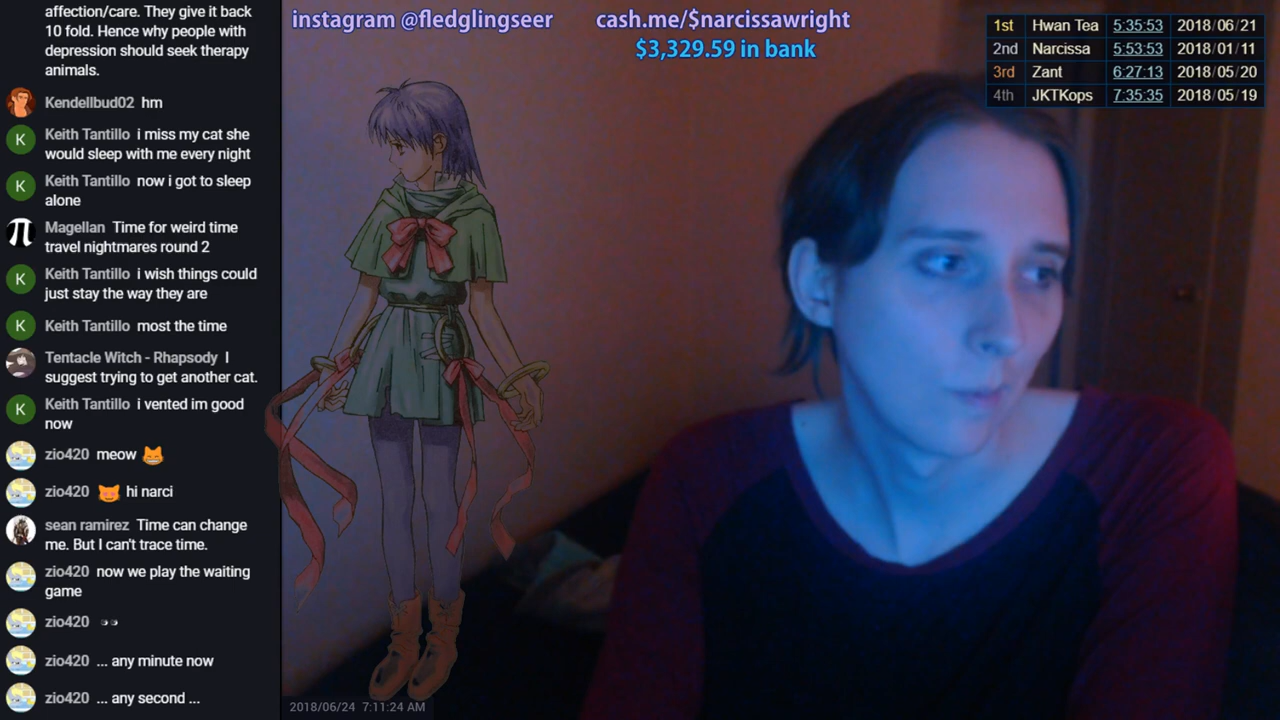 affection/care. They give it back
10 fold. Hence why people with
depression should seek therapy
animals.
Kendellbud02 hm
K Keith Tantillo i miss my cat she
would sleep with me every night
K Keith Tantillo now i got to sleep
alone
Magellan Time for weird time
travel nightmares round 2
K Keith Tantillo i wish things could
just stay the way they are
K Keith Tantillo most the time
Tentacle Witch - Rhapsody I
suggest trying to get another cat.
K Keith Tantillo i vented im good
now
zio420 meow
zio420 hi narci
sean ramirez Time can change
me. But I can't trace time.
zio420 now we play the waiting
game
zio420
zio420 ... any minute now
zio420 ... any second ...
instagram @fledglingseer
cash.me/$narcissawright
$3,329.59 in bank
1st Hwan Tea 5:35:53 2018/06/21
2nd Narcissa 5:53:53 2018/01/11
3rd Zant 6:27:13 2018/05/20
4th JKTKops 7:35:35 2018/05/19
2018/06/24 7:11:24 AM